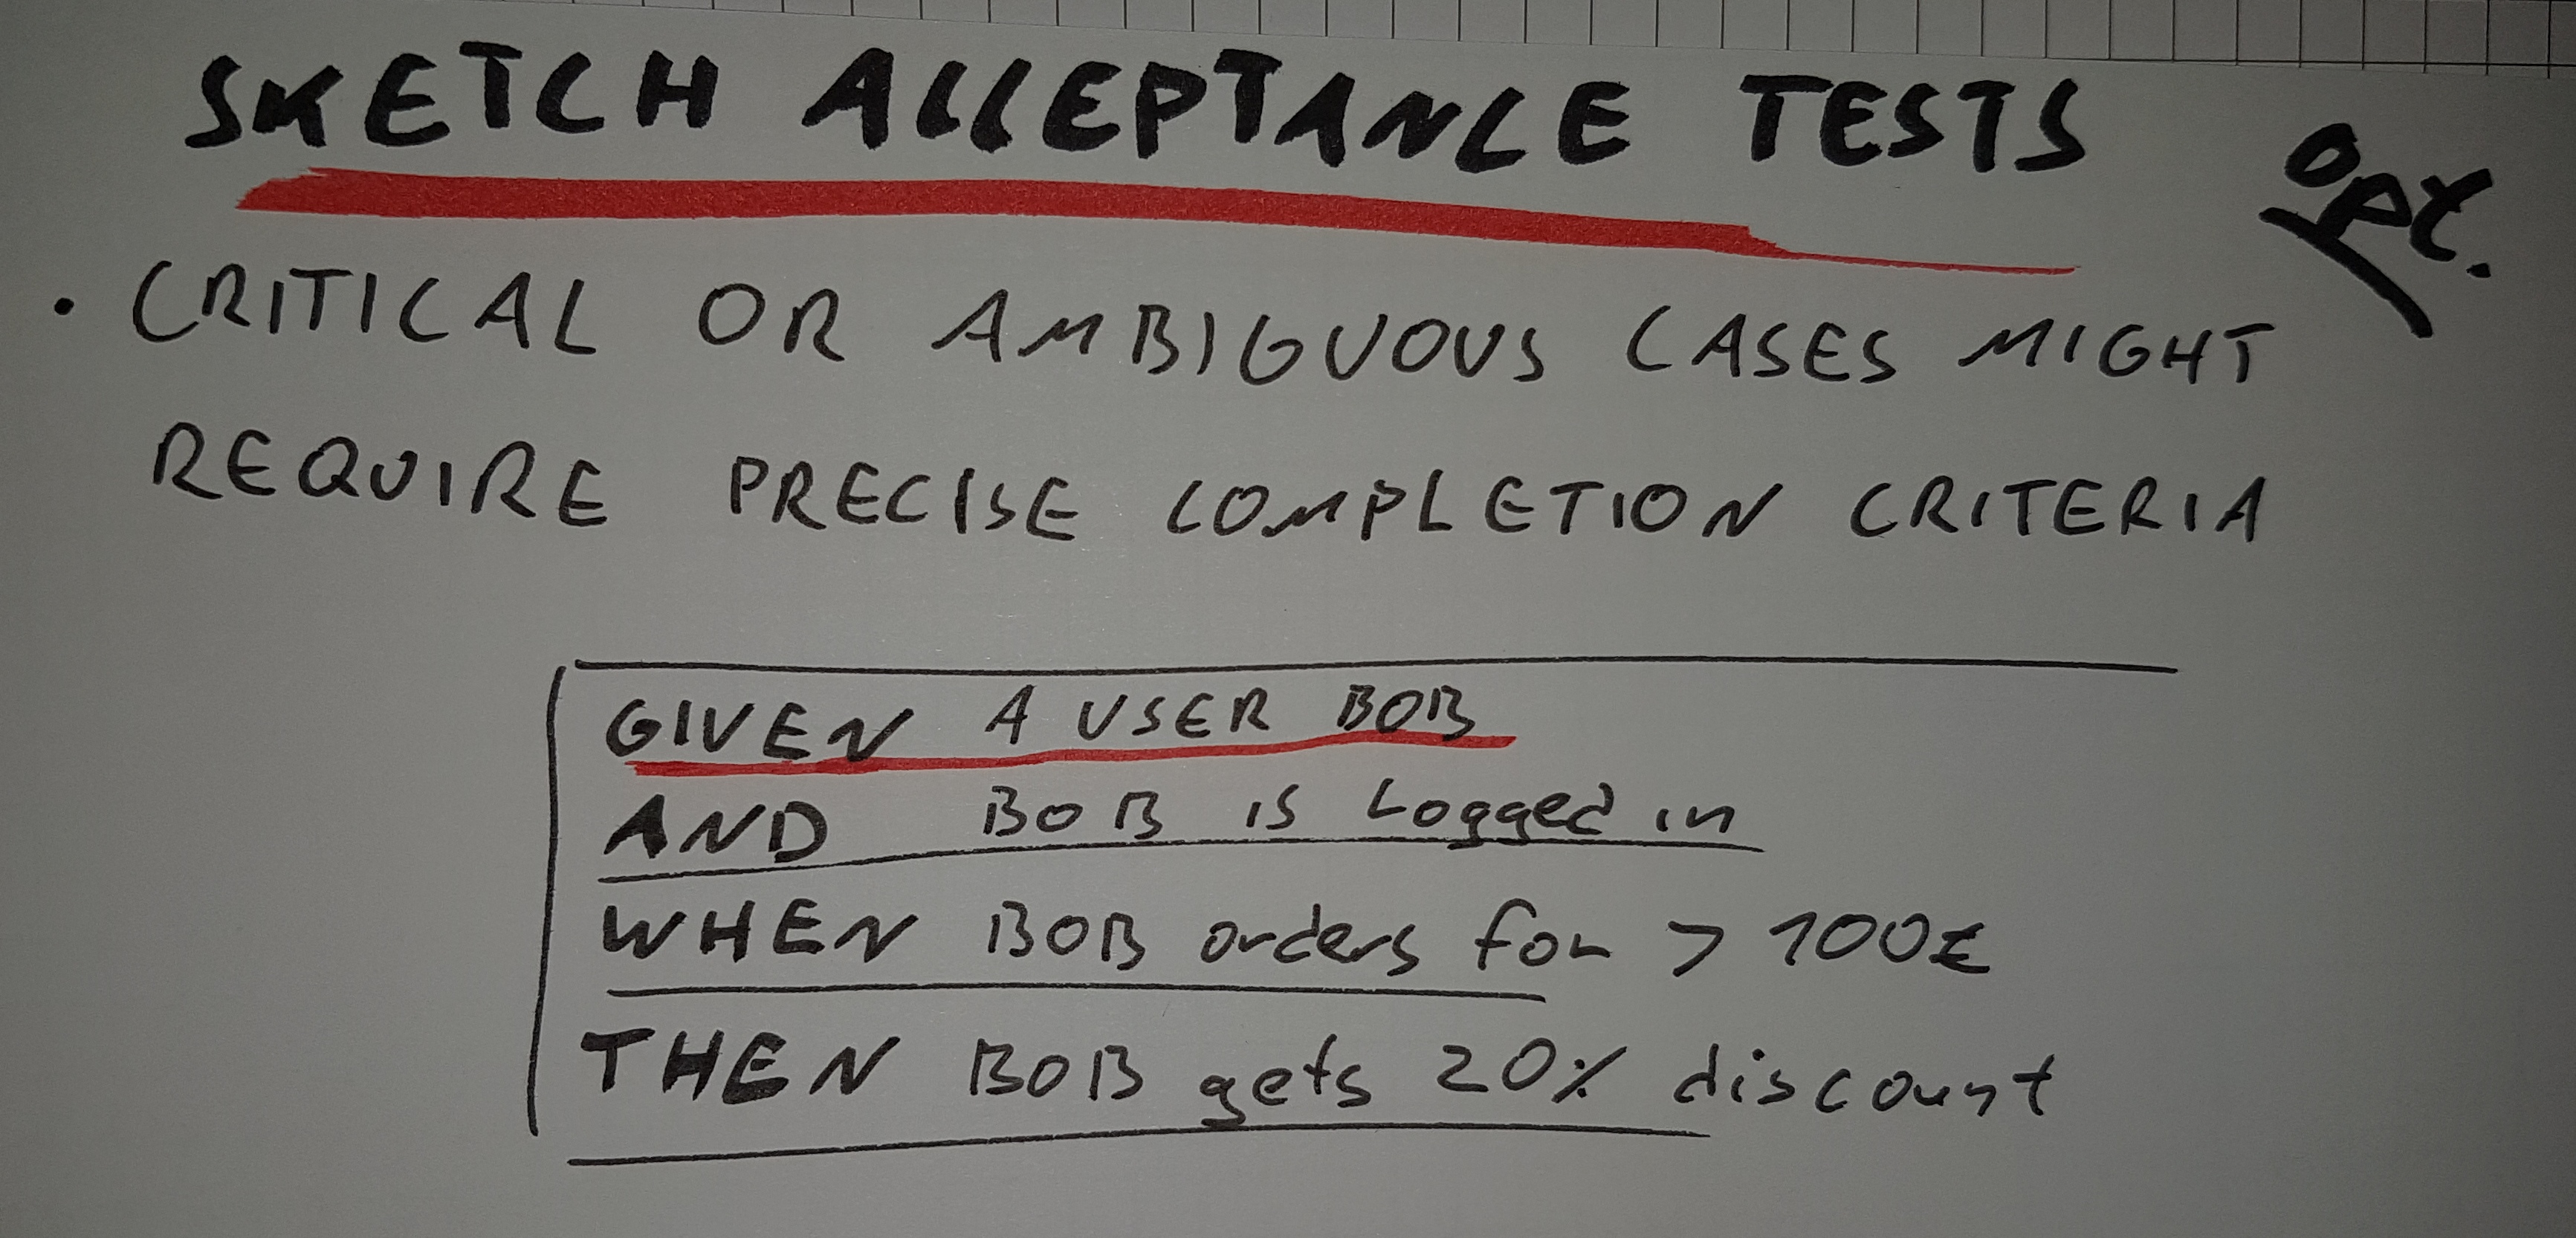 SKETCH ACCEPTANCE TESTS
opt.
· CRITICAL OR AMBIGUOUS CASES MIGHT
REQUIRE PRECISE COMPLETION CRITERIA
GIVEN A USER BOB
AND BOB is Logged in
WHEN BOB orders for > 100€
THEN BOB gets 20% discount